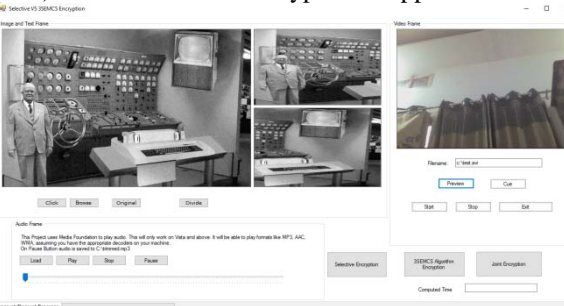 Selective VS 3SEMCS Encryption
Image and Text Frame
Video Frame
Filename:
c:\test.avi
Preview
Cue
Start
Stop
Exit
Click
Browse
Original
Divide
Audio Frame
This Project uses Media Foundation to play audio. This will only work on Vista and above. It will be able to play formats like MP3, AAC,
WMA, assuming you have the appropriate decoders on your machine.
On Pause Button audio is saved to C:\trimmed.mp3
Load
Play
Stop
Pause
Selective Encryption
3SEMCS Algorithm
Encryption
Joint Encryption
Computed Time